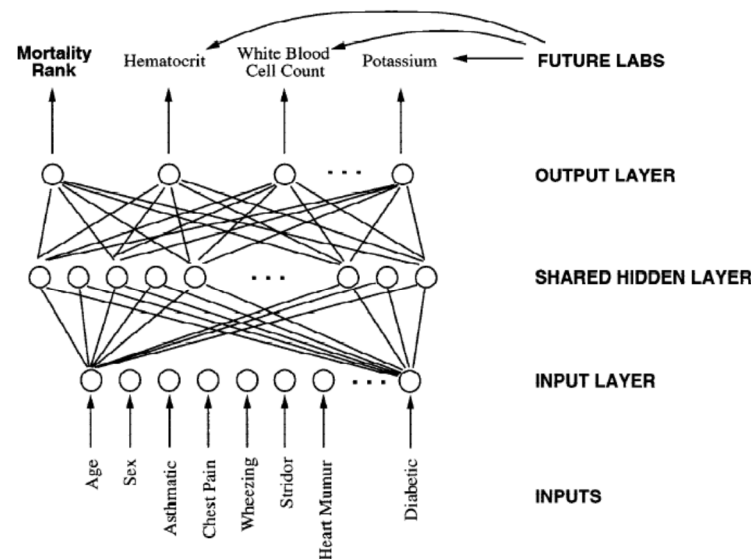 Mortality
Rank
Hematocrit
White Blood
Cell Count
Potassium
FUTURE LABS
. . .
OUTPUT LAYER
. . .
SHARED HIDDEN LAYER
. . .
INPUT LAYER
Age
Sex
Asthmatic
Chest Pain
Wheezing
Stridor
Heart Mumur
Diabetic
INPUTS